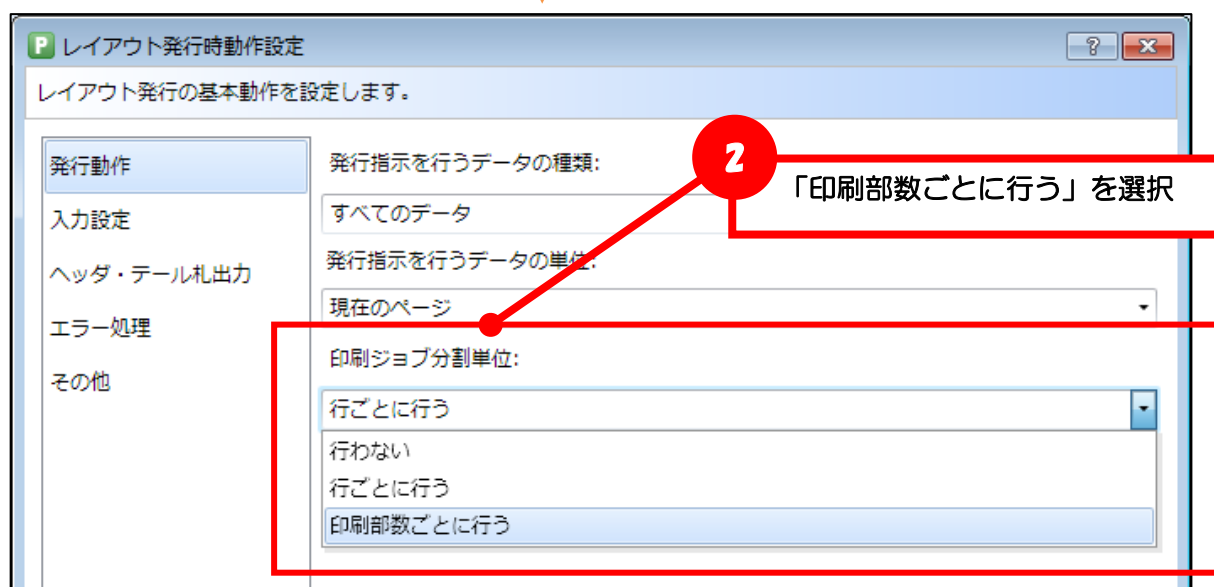 P レイアウト発行時動作設定 ?
レイアウト発行の基本動作を設定します。
発行動作
入力設定
ヘッダ・テール札出力
エラー処理
その他
発行指示を行うデータの種類:
すべてのデータ
発行指示を行うデータの単位:
現在のページ
印刷ジョブ分割単位:
行ごとに行う
行わない
行ごとに行う
印刷部数ごとに行う
2
「印刷部数ごとに行う」を選択